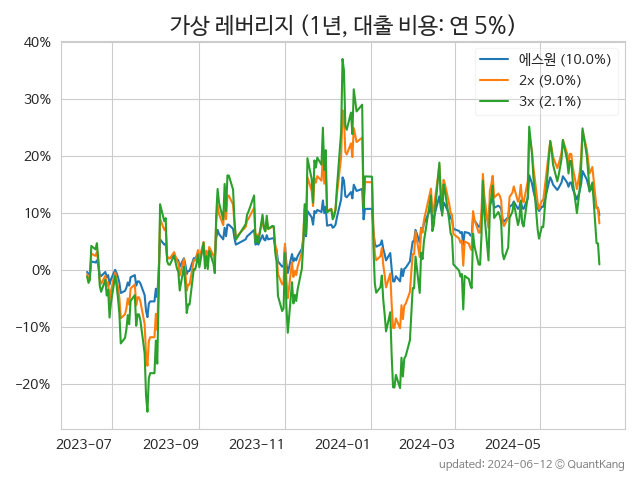 가상 레버리지 (1년, 대출 비용: 연 5%)
40%
30%
20%
10%
0%
−10%
−20%
에스원 (10.0%)
2x (9.0%)
3x (2.1%)
2023-07
2023-09
2023-11
2024-01
2024-03
2024-05
updated: 2024-06-12 © QuantKang